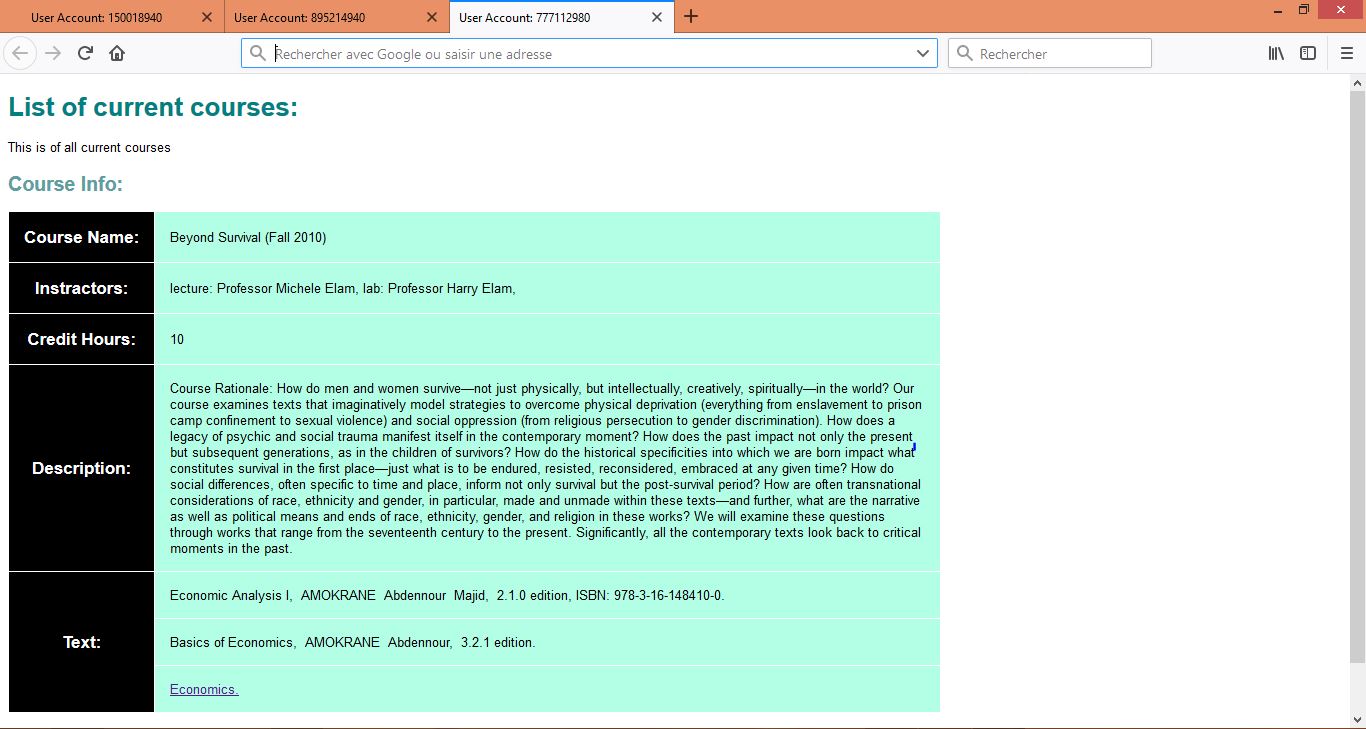 User Account: 150018940
User Account: 895214940
User Account: 777112980
Rechercher avec Google ou saisir une adresse
Rechercher
List of current courses:
This is of all current courses
Course Info:
Course Name:
Beyond Survival (Fall 2010)
Instractors:
lecture: Professor Michele Elam, lab: Professor Harry Elam,
Credit Hours:
10
Description:
Course Rationale: How do men and women survive—not just physically, but intellectually, creatively, spiritually—in the world? Our
course examines texts that imaginatively model strategies to overcome physical deprivation (everything from enslavement to prison
camp confinement to sexual violence) and social oppression (from religious persecution to gender discrimination). How does a
legacy of psychic and social trauma manifest itself in the contemporary moment? How does the past impact not only the present
but subsequent generations, as in the children of survivors? How do the historical specificities into which we are born impact what
constitutes survival in the first place—just what is to be endured, resisted, reconsidered, embraced at any given time? How do
social differences, often specific to time and place, inform not only survival but the post-survival period? How are often transnational
considerations of race, ethnicity and gender, in particular, made and unmade within these texts—and further, what are the narrative
as well as political means and ends of race, ethnicity, gender, and religion in these works? We will examine these questions
through works that range from the seventeenth century to the present. Significantly, all the contemporary texts look back to critical
moments in the past.
Text:
Economic Analysis I, AMOKRANE Abdennour Majid, 2.1.0 edition, ISBN: 978-3-16-148410-0.
Basics of Economics, AMOKRANE Abdennour, 3.2.1 edition.
Economics.